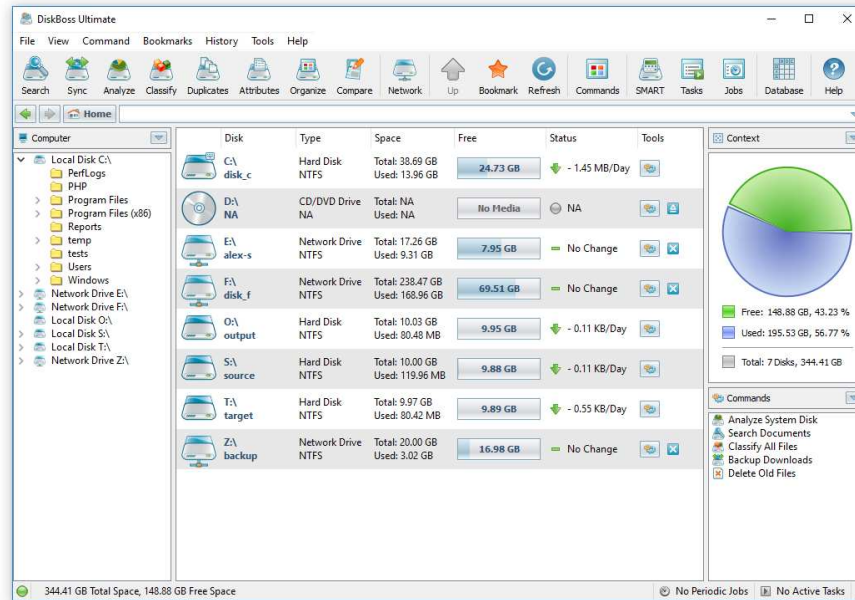 DiskBoss Ultimate
File View Command Bookmarks History Tools Help
Search Sync Analyze Classify Duplicates Attributes Organize Compare Network Up Bookmark Refresh Commands SMART Tasks Jobs Database Help
Home
Computer
Local Disk C:\
PerfLogs
PHP
Program Files
Program Files (x86)
Reports
temp
tests
Users
Windows
Network Drive E:\
Network Drive F:\
Local Disk O:\
Local Disk S:\
Local Disk T:\
Network Drive Z:\
Disk Type Space Free Status Tools
C:\ Hard Disk Total: 38.69 GB
disk_c NTFS Used: 13.96 GB
24.73 GB - 1.45 MB/Day
D:\ CD/DVD Drive Total: NA
NA NA Used: NA
No Media NA
E:\ Network Drive Total: 17.26 GB
alex-s NTFS Used: 9.31 GB
7.95 GB No Change
F:\ Network Drive Total: 238.47 GB
disk_f NTFS Used: 168.96 GB
69.51 GB No Change
O:\ Hard Disk Total: 10.03 GB
output NTFS Used: 80.48 MB
9.95 GB - 0.11 KB/Day
S:\ Hard Disk Total: 10.00 GB
source NTFS Used: 119.96 MB
9.88 GB - 0.11 KB/Day
T:\ Hard Disk Total: 9.97 GB
target NTFS Used: 80.42 MB
9.89 GB - 0.55 KB/Day
Z:\ Network Drive Total: 20.00 GB
backup NTFS Used: 3.02 GB
16.98 GB No Change
Context
Free: 148.88 GB, 43.23 %
Used: 195.53 GB, 56.77 %
Total: 7 Disks, 344.41 GB
Commands
Analyze System Disk
Search Documents
Classify All Files
Backup Downloads
Delete Old Files
344.41 GB Total Space, 148.88 GB Free Space
No Periodic Jobs No Active Tasks